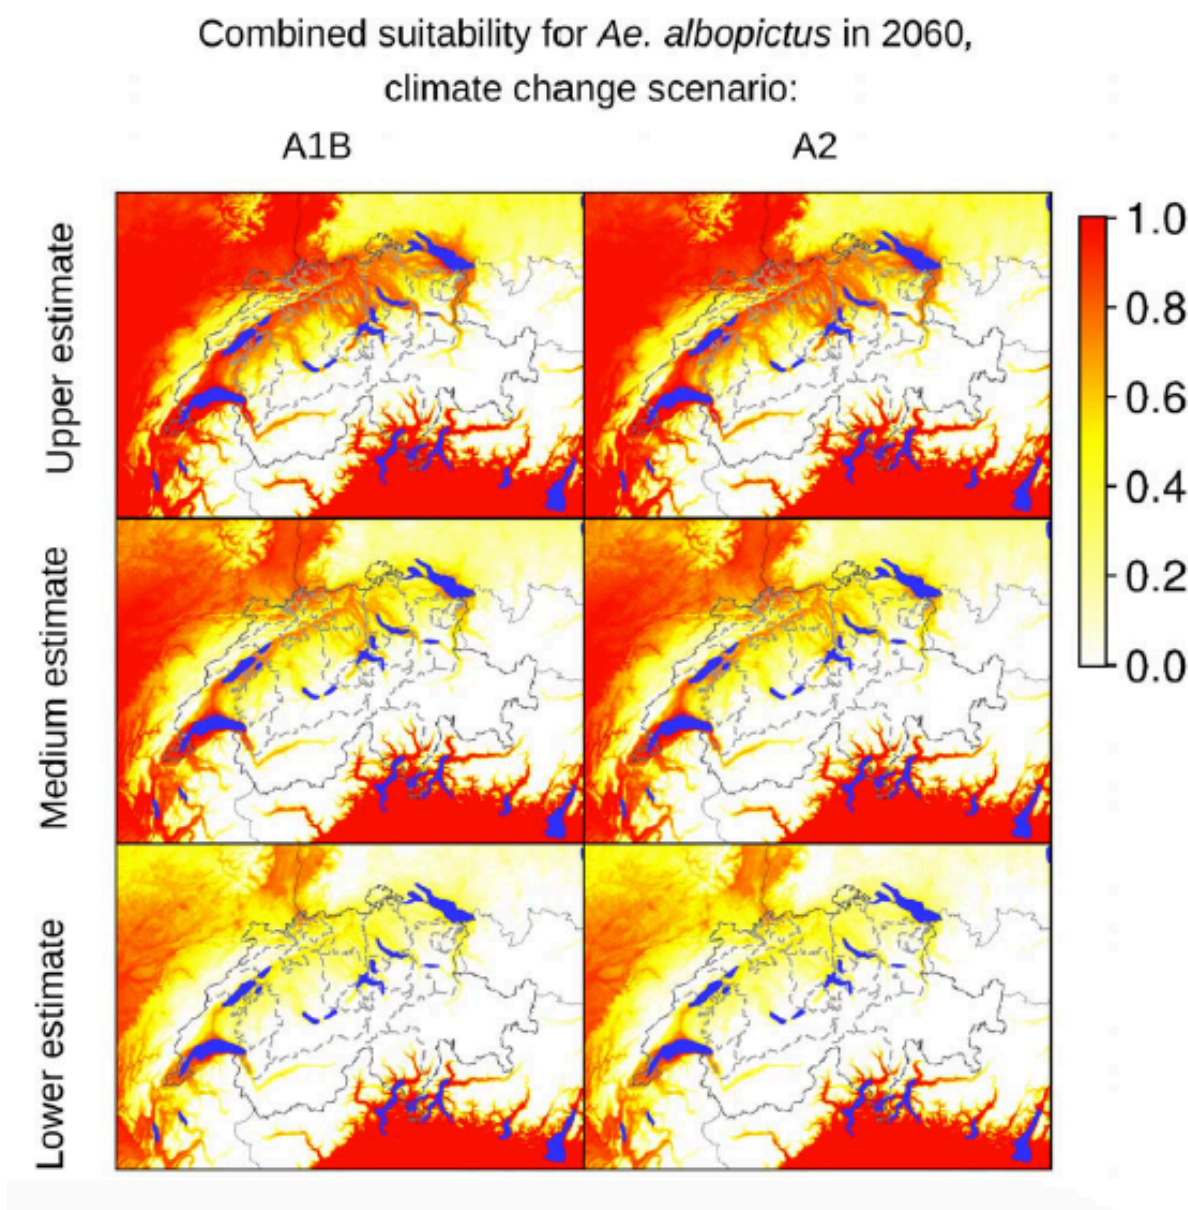 Combined suitability for Ae. albopictus in 2060,
climate change scenario:
A1B
A2
Upper estimate
Medium estimate
Lower estimate
1.0
0.8
0.6
0.4
0.2
0.0